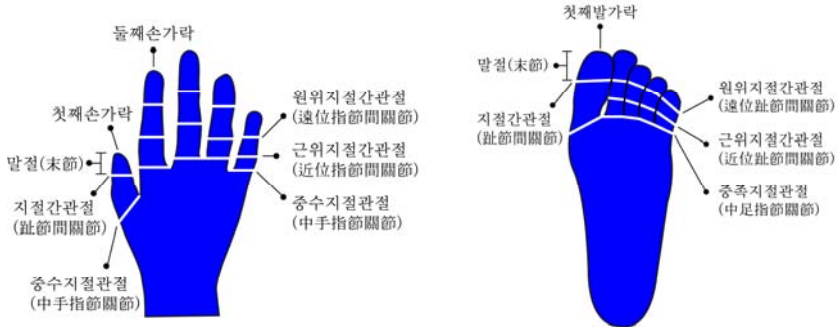 둘째손가락
첫째손가락
말절(末節)
지절간관절
(趾節間關節)
중수지절관절
(中手指節關節)
원위지절간관절
(遠位指節間關節)
근위지절간관절
(近位指節間關節)
중수지절관절
(中手指節關節)
첫째발가락
말절(末節)
지절간관절
(趾節間關節)
원위지절간관절
(遠位趾節間關節)
근위지절간관절
(近位趾節間關節)
중족지절관절
(中足指節關節)